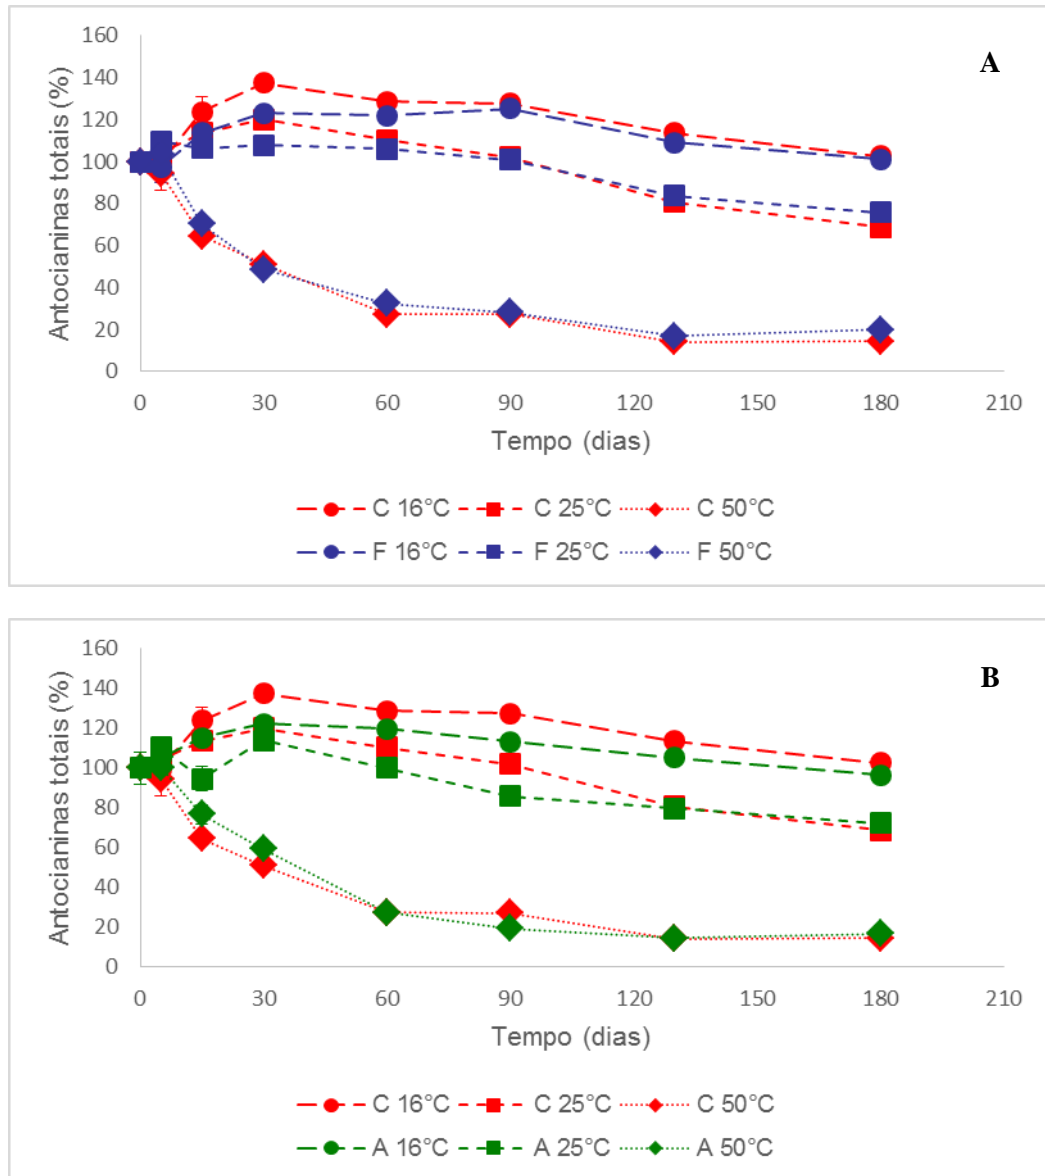 A
Antocianinas totais (%)
160
140
120
100
80
60
40
20
0
0 30 60 90 120 150 180 210
Tempo (dias)
C 16°C C 25°C C 50°C
F 16°C F 25°C F 50°C
B
Antocianinas totais (%)
160
140
120
100
80
60
40
20
0
0 30 60 90 120 150 180 210
Tempo (dias)
C 16°C C 25°C C 50°C
A 16°C A 25°C A 50°C